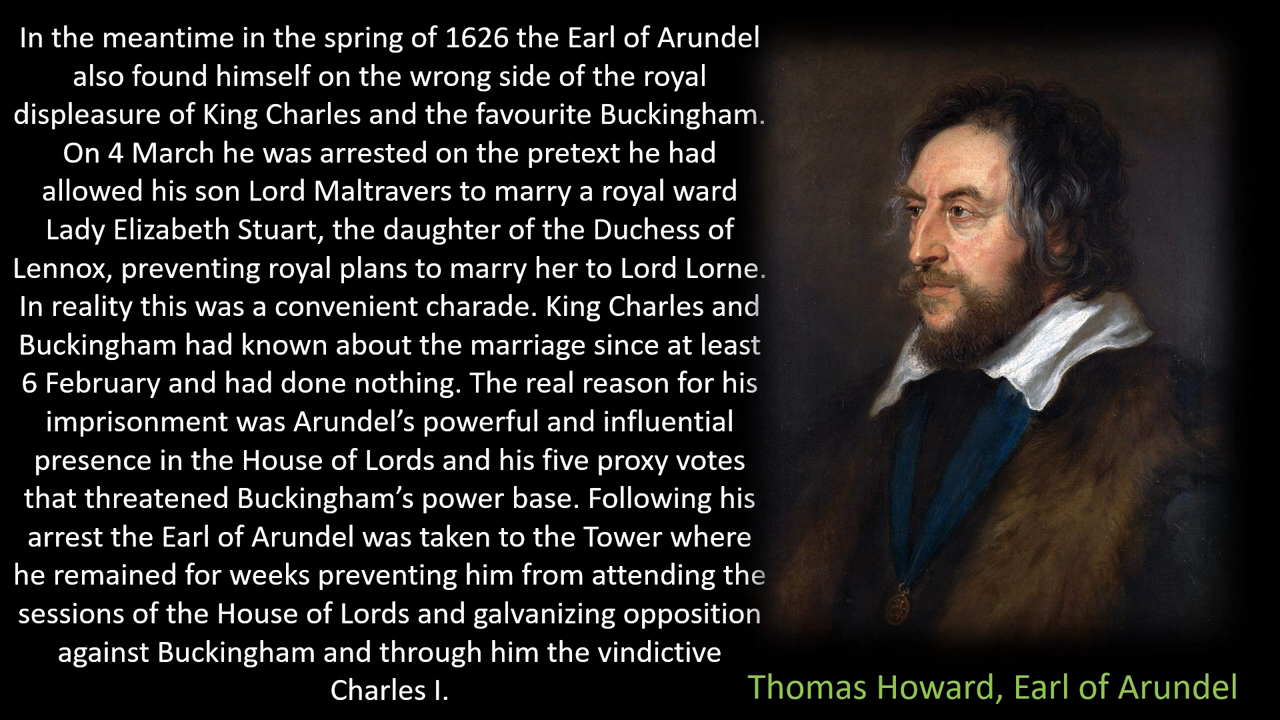 In the meantime in the spring of 1626 the Earl of Arundel
also found himself on the wrong side of the royal
displeasure of King Charles and the favourite Buckingham.
On 4 March he was arrested on the pretext he had
allowed his son Lord Maltravers to marry a royal ward
Lady Elizabeth Stuart, the daughter of the Duchess of
Lennox, preventing royal plans to marry her to Lord Lorne.
In reality this was a convenient charade. King Charles and
Buckingham had known about the marriage since at least
6 February and had done nothing. The real reason for his
imprisonment was Arundel’s powerful and influential
presence in the House of Lords and his five proxy votes
that threatened Buckingham’s power base. Following his
arrest the Earl of Arundel was taken to the Tower where
he remained for weeks preventing him from attending the
sessions of the House of Lords and galvanizing opposition
against Buckingham and through him the vindictive
Charles I.
Thomas Howard, Earl of Arundel